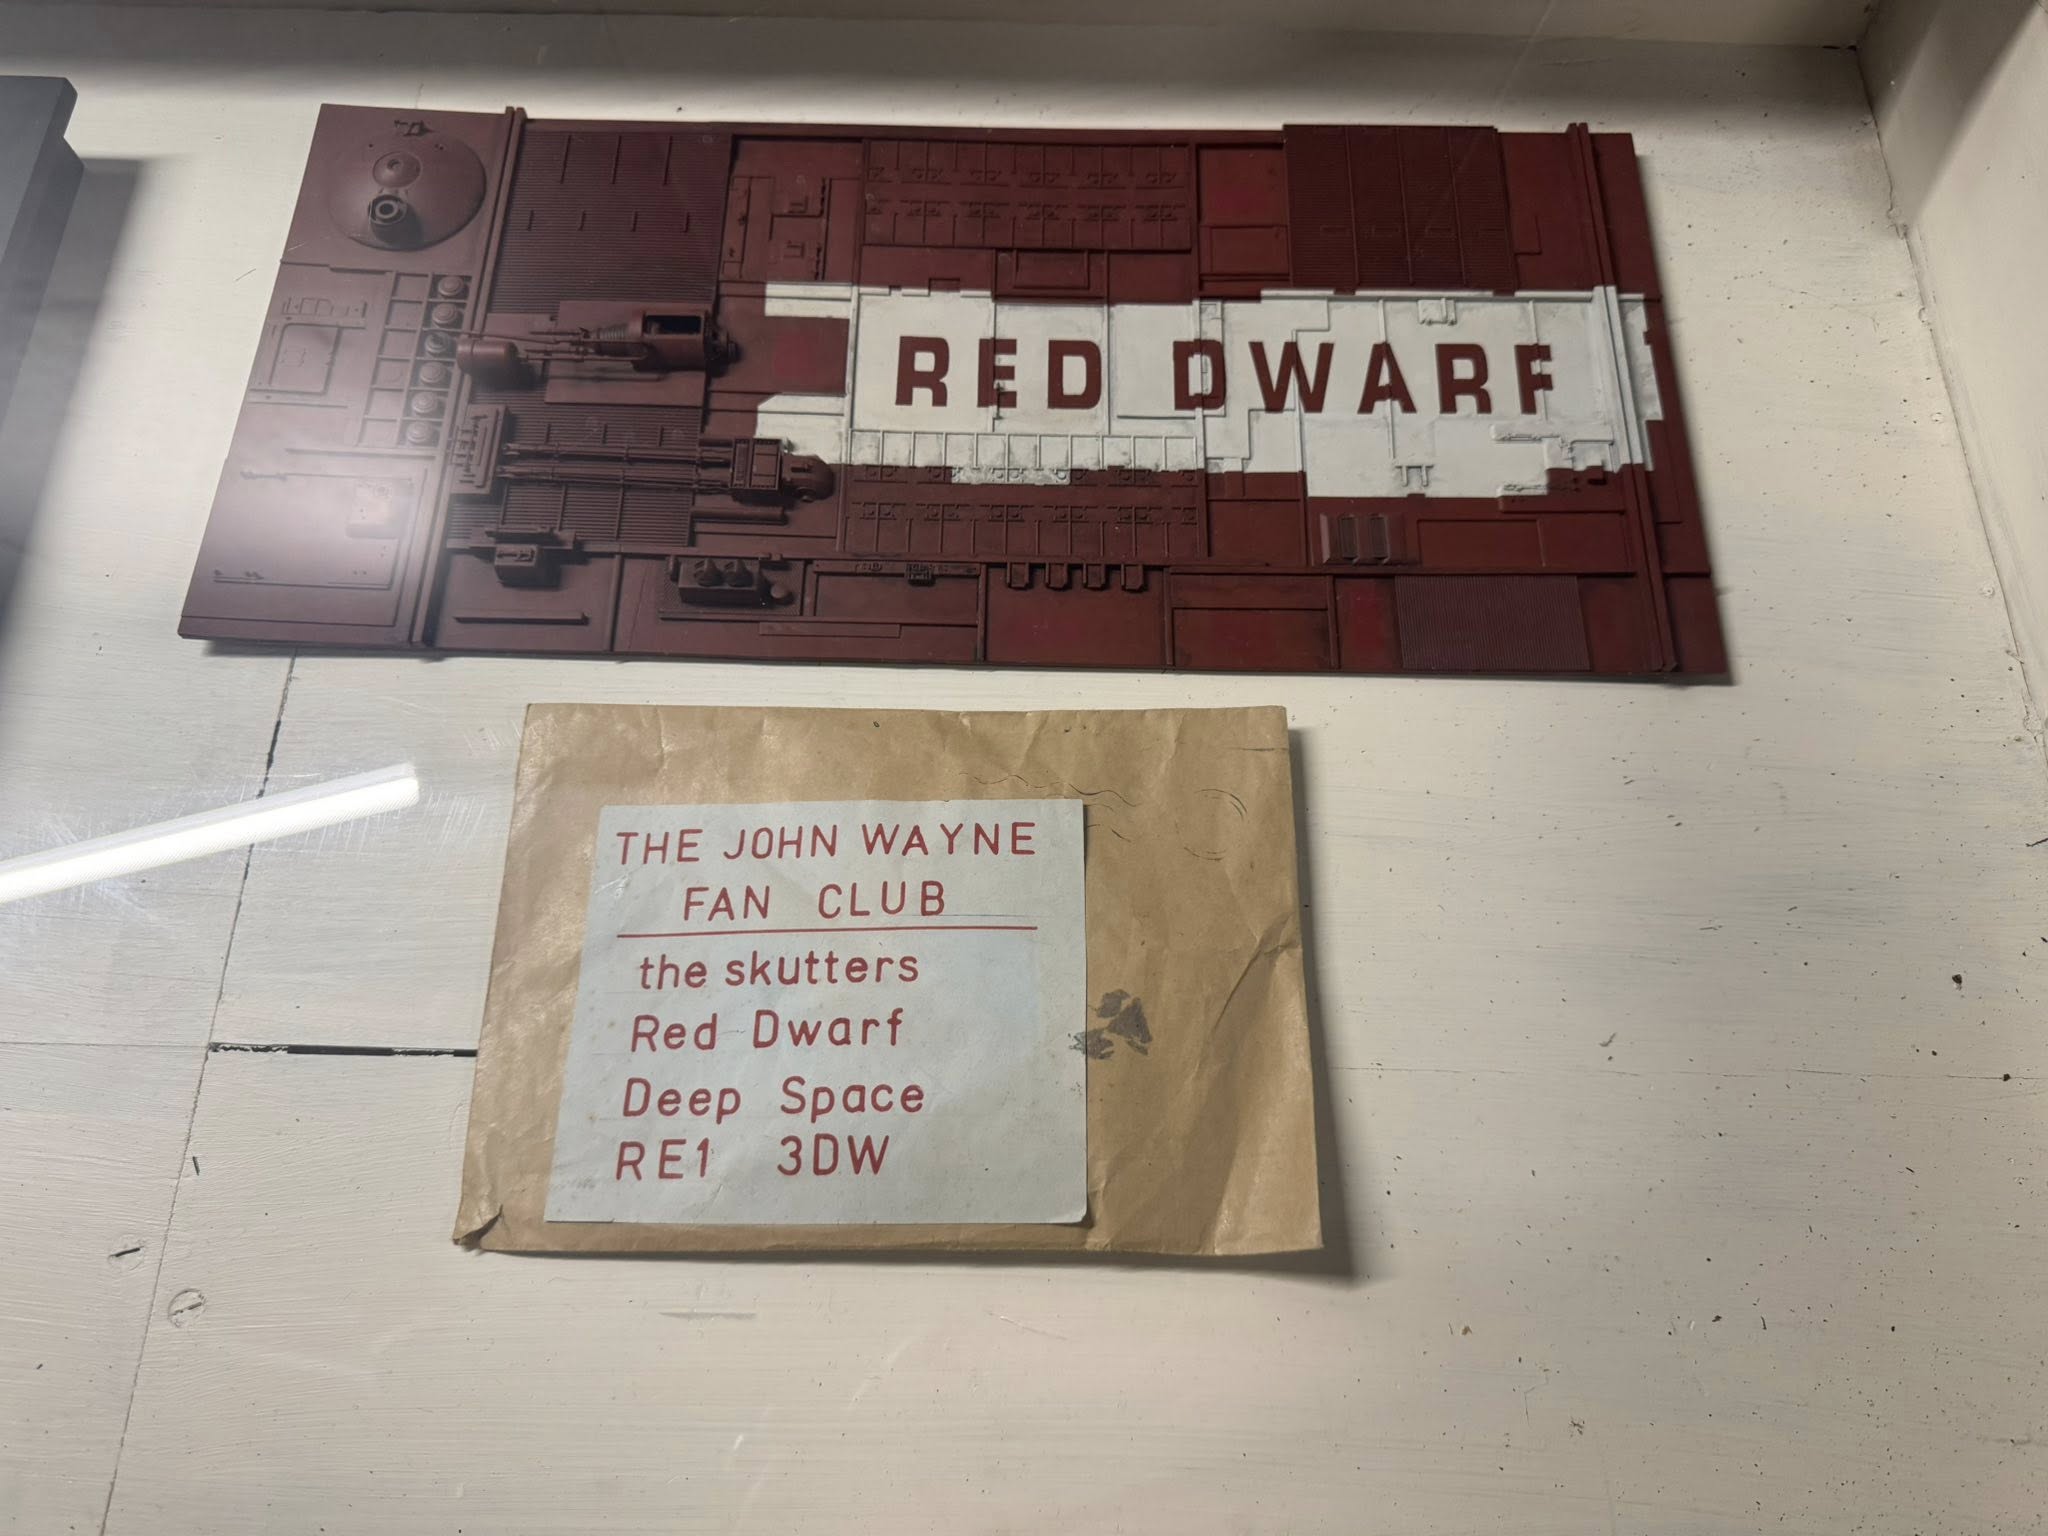 RED DWARF
THE JOHN WAYNE
FAN CLUB
the skutters
Red Dwarf
Deep Space
RE1 3DW